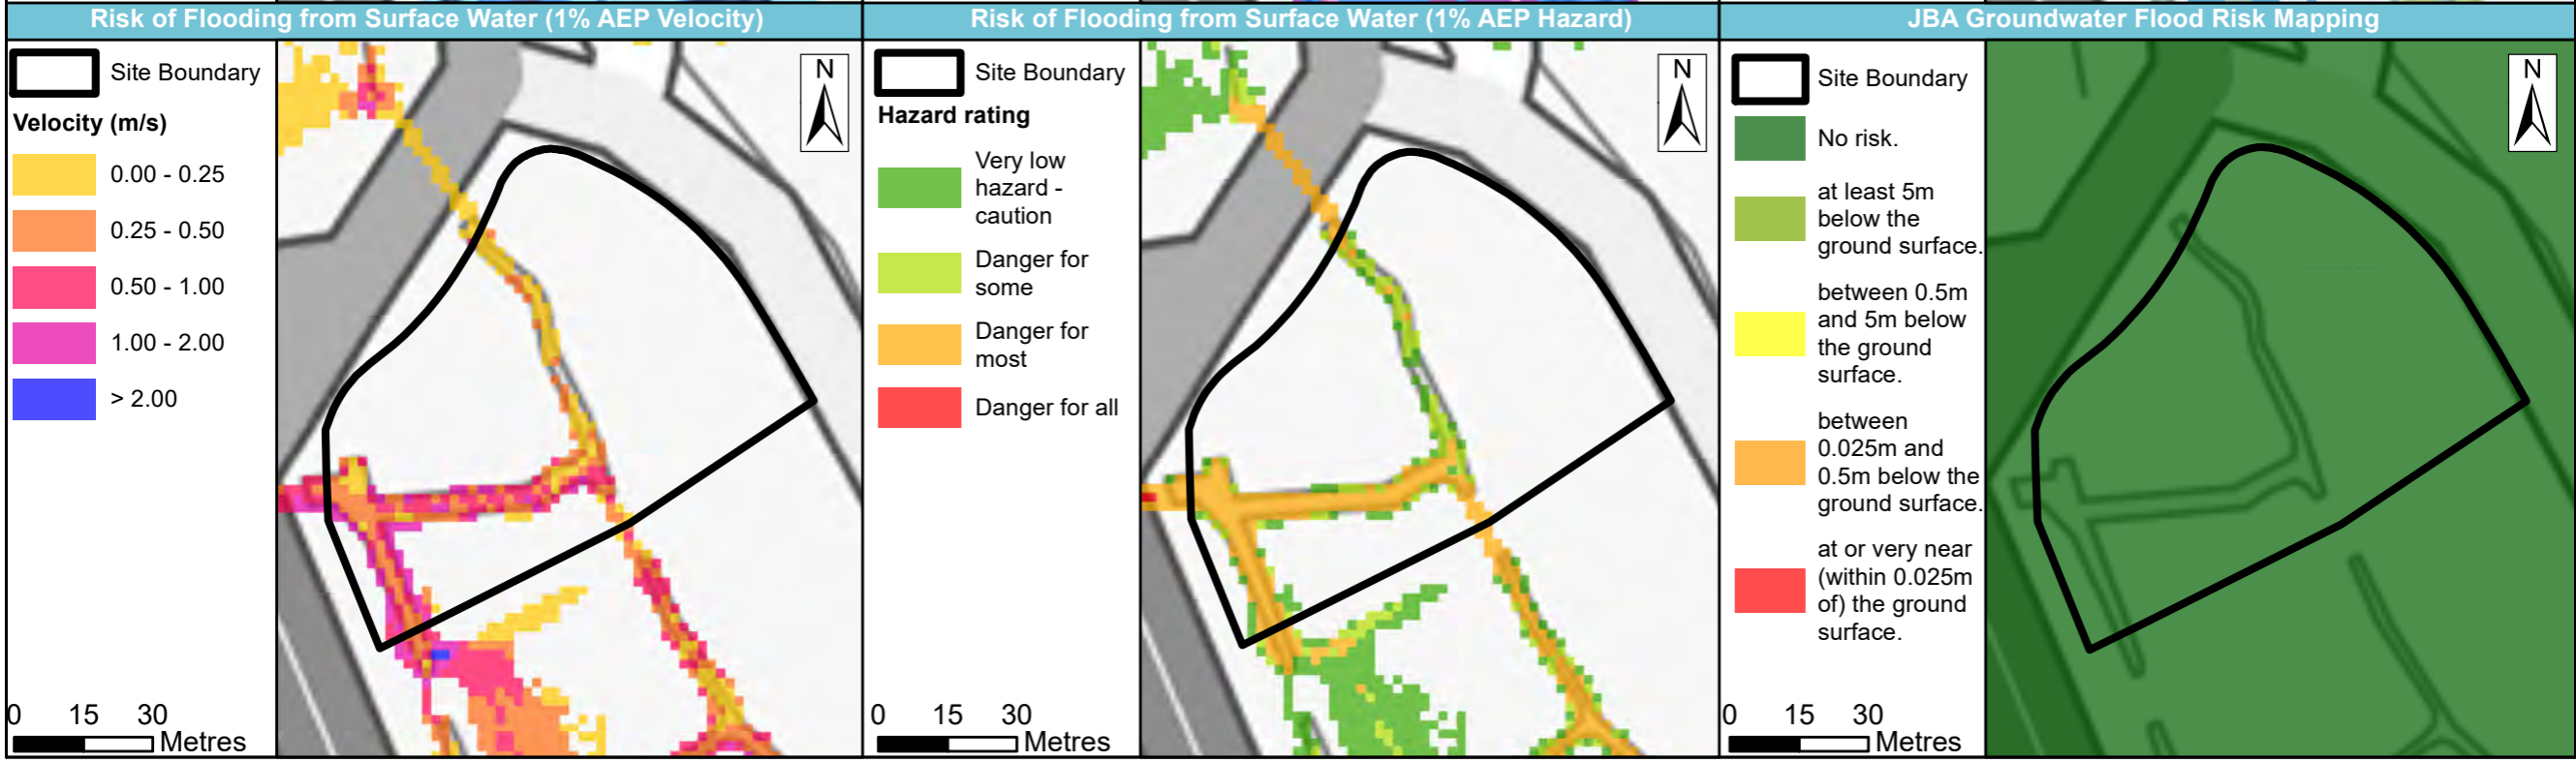 Risk of Flooding from Surface Water (1% AEP Velocity)
Site Boundary
Velocity (m/s)
0.00 - 0.25
0.25 - 0.50
0.50 - 1.00
1.00 - 2.00
> 2.00
0 15 30
Metres
N
Risk of Flooding from Surface Water (1% AEP Hazard)
Site Boundary
Hazard rating
Very low
hazard -
caution
Danger for
some
Danger for
most
Danger for all
0 15 30
Metres
N
JBA Groundwater Flood Risk Mapping
Site Boundary
No risk.
at least 5m
below the
ground surface.
between 0.5m
and 5m below
the ground
surface.
between
0.025m and
0.5m below the
ground surface.
at or very near
(within 0.025m
of) the ground
surface.
0 15 30
Metres
N